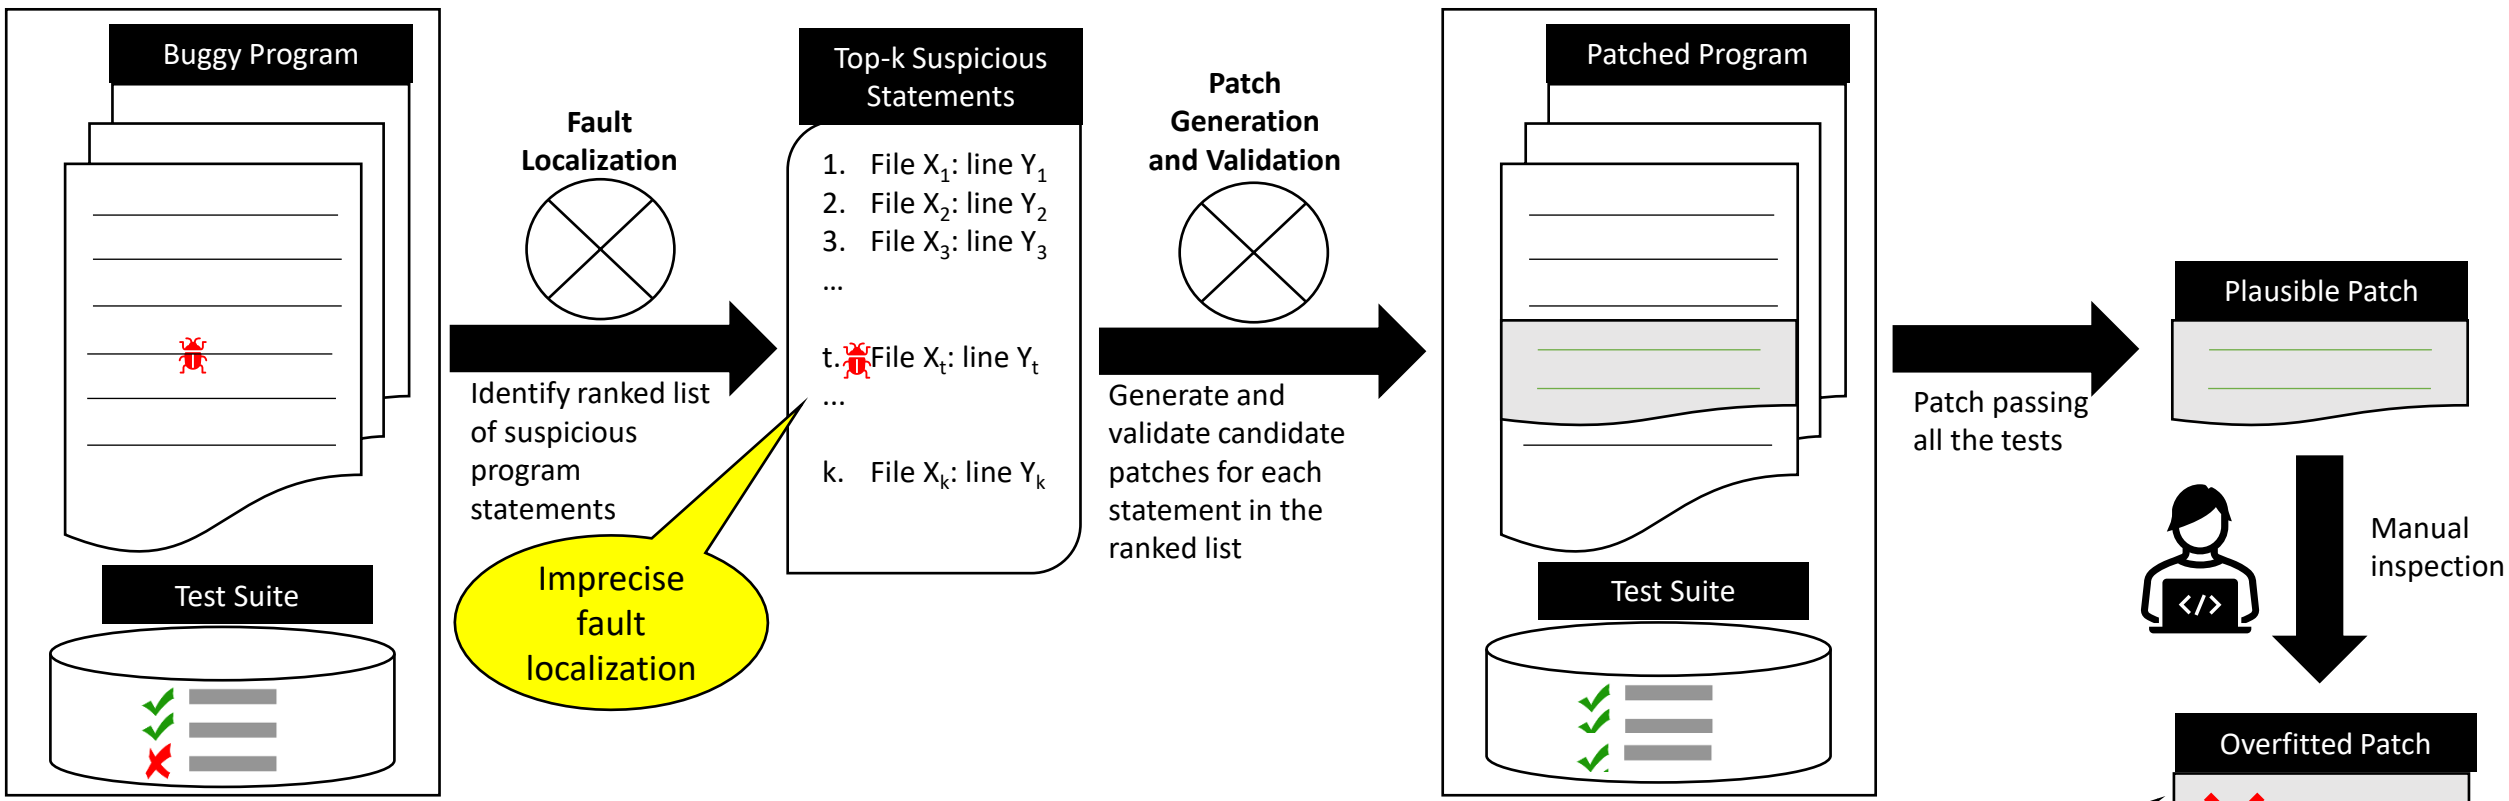 Buggy Program
Test Suite
Fault
Localization
Identify ranked list
of suspicious
program
statements
Imprecise
fault
localization
Top-k Suspicious
Statements
1. File X1: line Y1
2. File X2: line Y2
3. File X3: line Y3
...
t. File Xt: line Yt
...
k. File Xk: line Yk
Patch
Generation
and Validation
Generate and
validate candidate
patches for each
statement in the
ranked list
Patched Program
Test Suite
Patch passing
all the tests
Plausible Patch
Manual
inspection
</>
Overfitted Patch